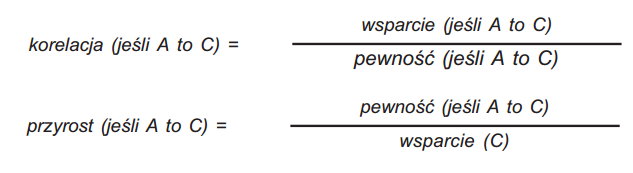 korelacja (jeśli A to C) =
wsparcie (jeśli A to C)
pewność (jeśli A to C)
przyrost (jeśli A to C) =
pewność (jeśli A to C)
wsparcie (C)